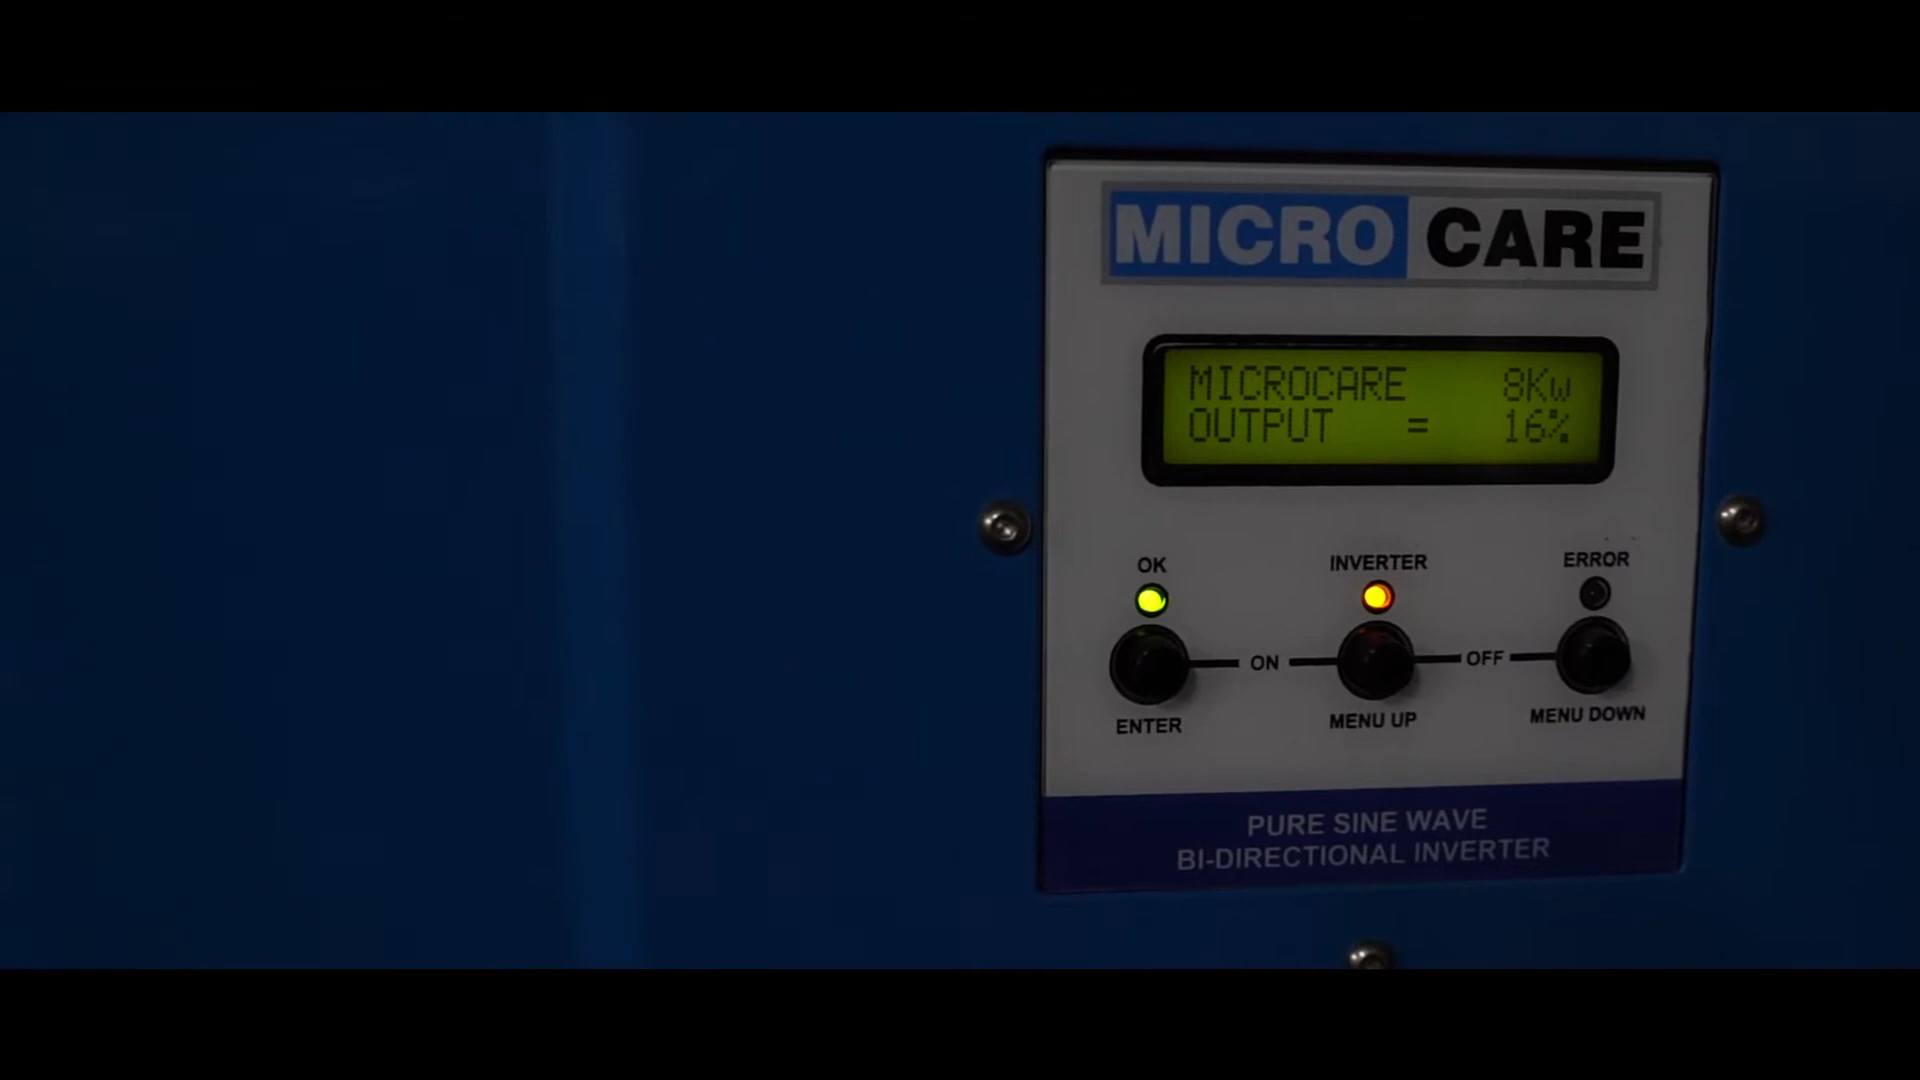 MICRO CARE
MICROCARE 8Kw
OUTPUT = 16%
OK INVERTER ERROR
ON OFF
ENTER MENU UP MENU DOWN
PURE SINE WAVE
BI-DIRECTIONAL INVERTER